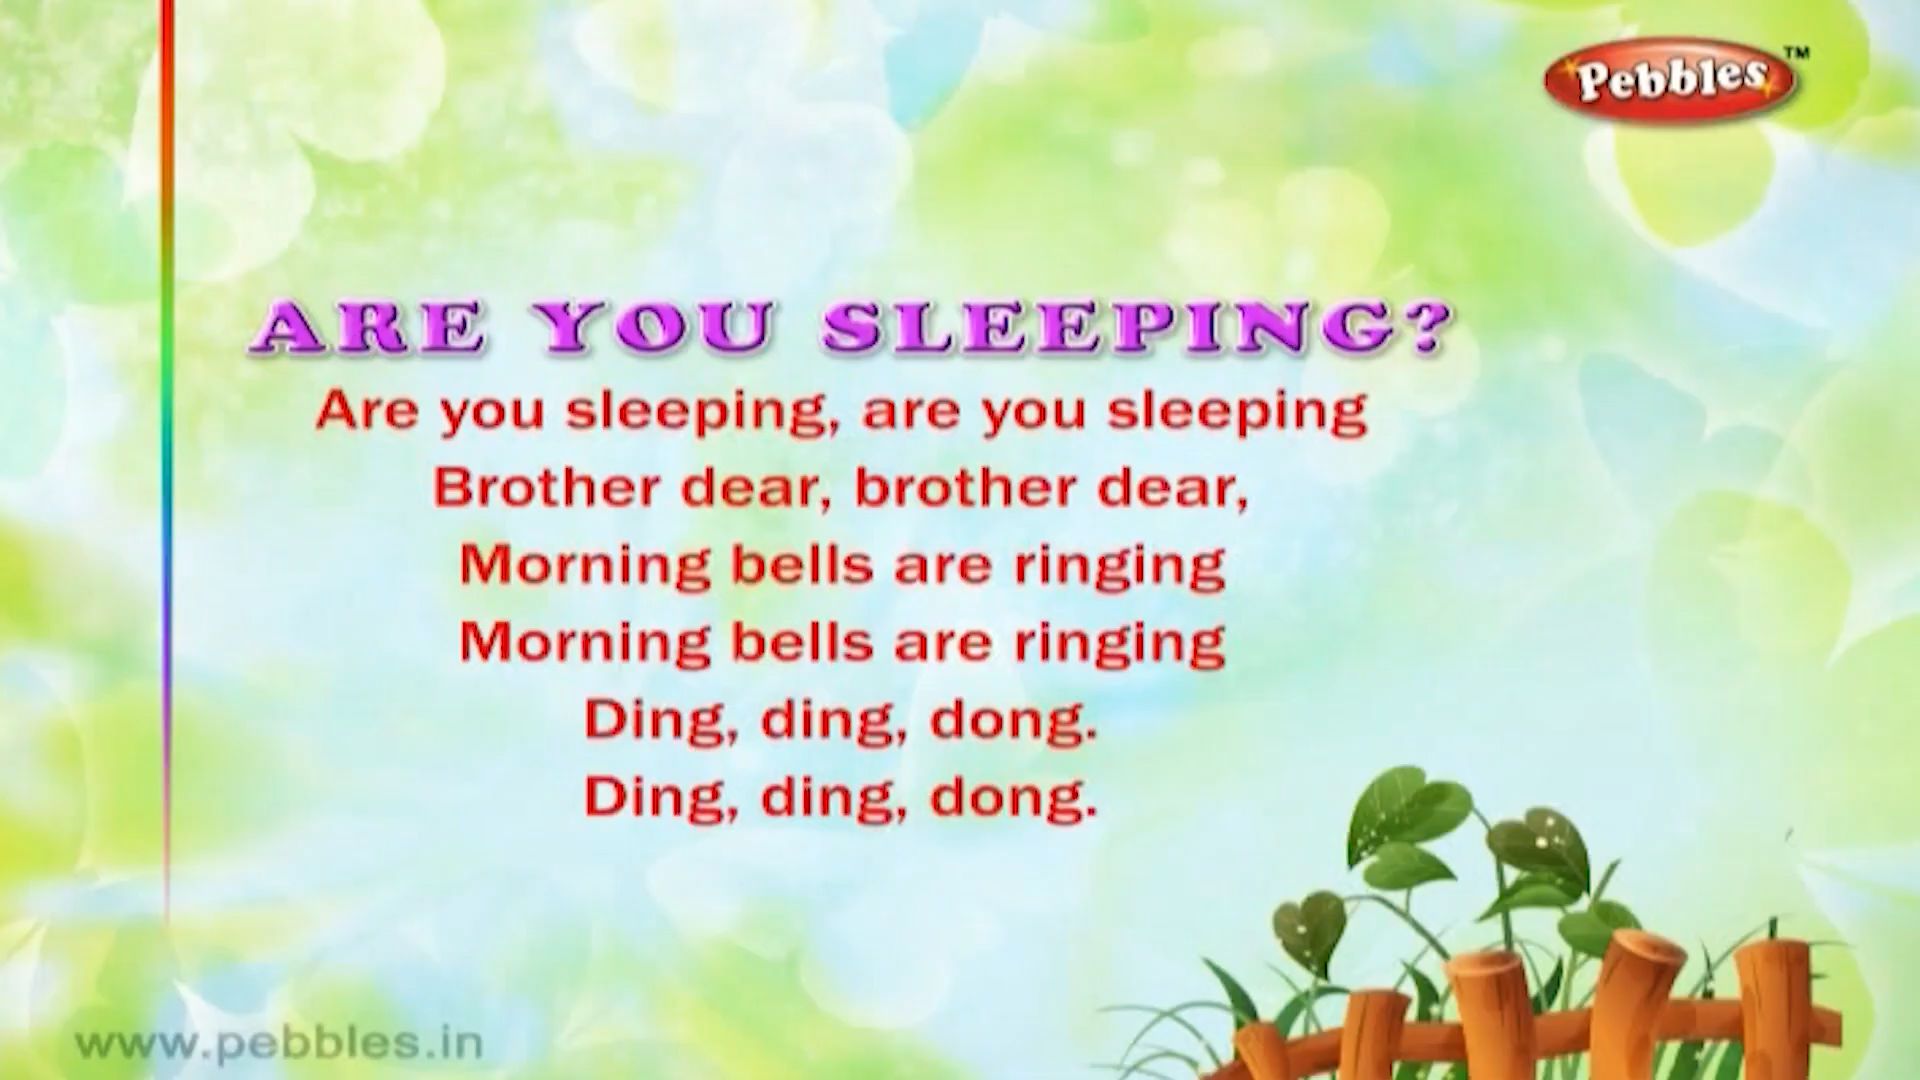 Pebbles™
ARE YOU SLEEPING?
Are you sleeping, are you sleeping
Brother dear, brother dear,
Morning bells are ringing
Morning bells are ringing
Ding, ding, dong.
Ding, ding, dong.
www.pebbles.in